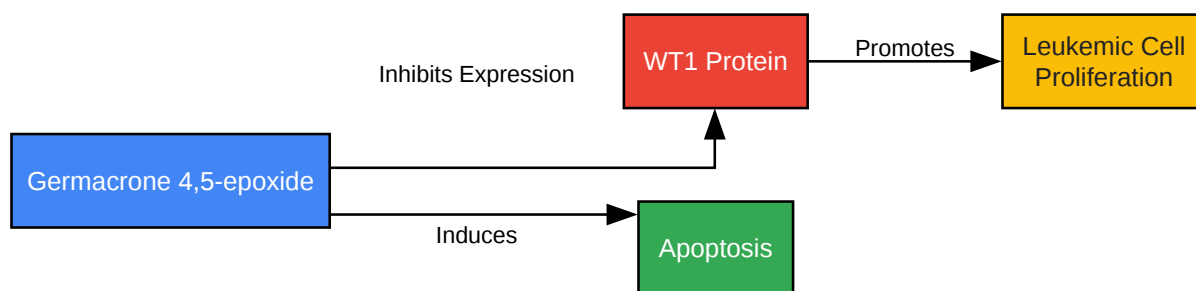 Inhibits Expression
WT1 Protein
Promotes
Leukemic Cell
Proliferation
Germacrone 4,5-epoxide
Induces
Apoptosis